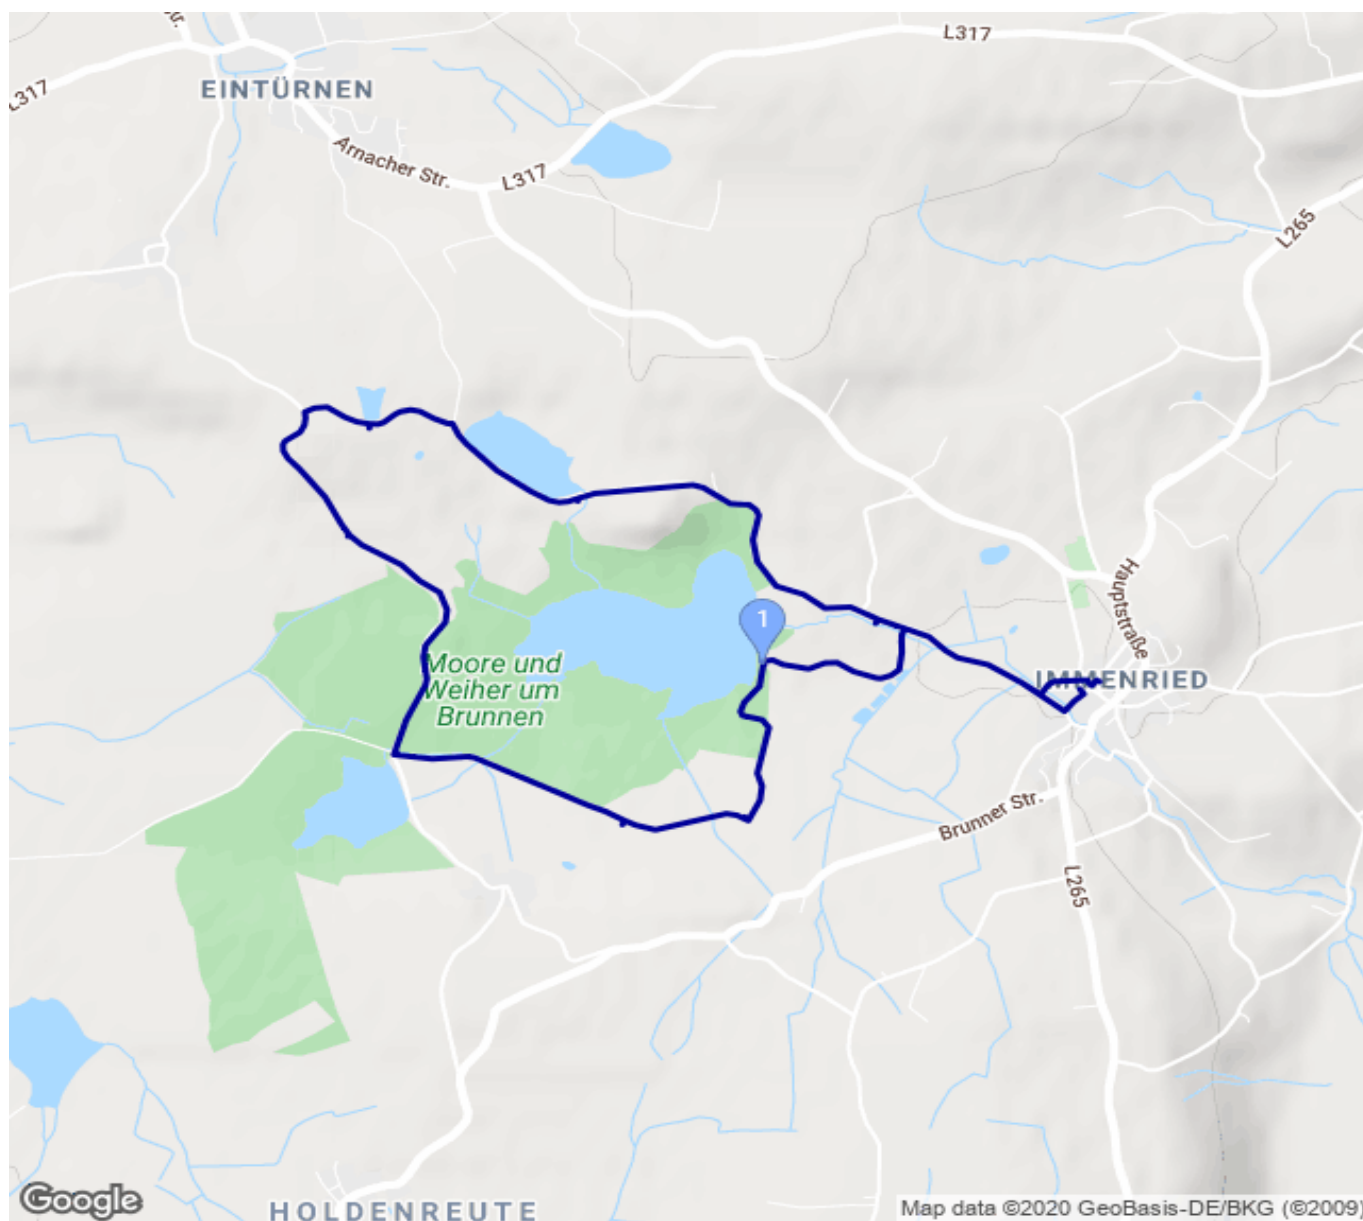 str.
L317
L317
EINTÜRNEN
Arnacher Str.
L317
L265
Hauptstraße
1
IMMENRIED
Moore und
Weiher um
Brunnen
Brunner Str.
L265
Google
HOLDENREUTE
Map data ©2020 GeoBasis-DE/BKG (©2009)